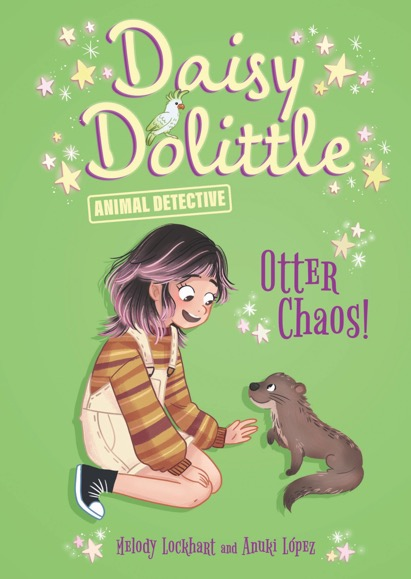 Daisy
Dolittle
ANIMAL DETECTIVE
OttER
Chaos!
Melody Lockhart and Anuki López